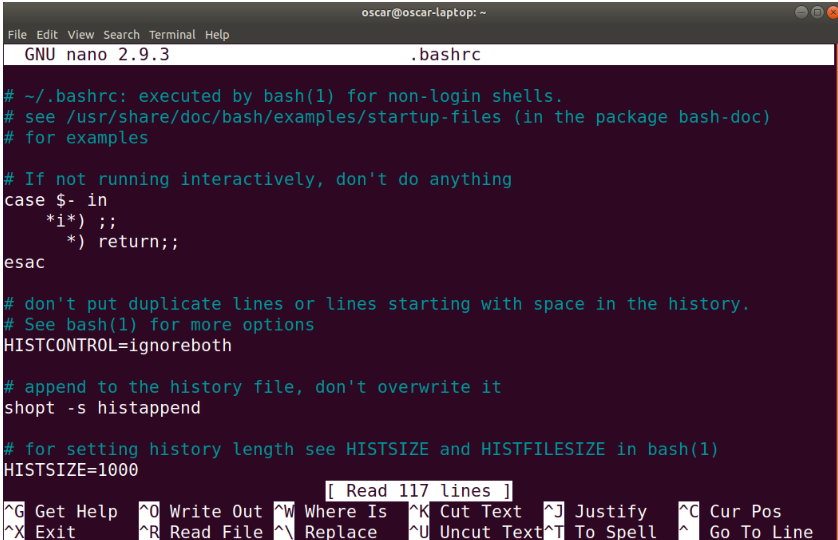 oscar@oscar-laptop: ~
File Edit View Search Terminal Help
GNU nano 2.9.3 .bashrc
# ~/.bashrc: executed by bash(1) for non-login shells.
# see /usr/share/doc/bash/examples/startup-files (in the package bash-doc)
# for examples
# If not running interactively, don't do anything
case $- in
    *i*) ;;
      *) return;;
esac
# don't put duplicate lines or lines starting with space in the history.
# See bash(1) for more options
HISTCONTROL=ignoreboth
# append to the history file, don't overwrite it
shopt -s histappend
# for setting history length see HISTSIZE and HISTFILESIZE in bash(1)
HISTSIZE=1000
[ Read 117 lines ]
^G Get Help ^O Write Out ^W Where Is ^K Cut Text ^J Justify ^C Cur Pos
^X Exit ^R Read File ^\ Replace ^U Uncut Text ^T To Spell ^ Go To Line